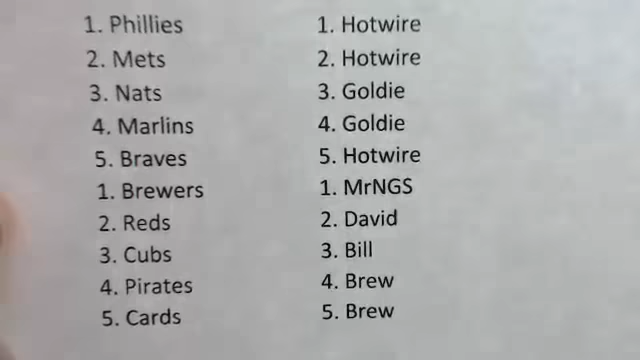 1. Phillies 1. Hotwire
2. Mets 2. Hotwire
3. Nats 3. Goldie
4. Marlins 4. Goldie
5. Braves 5. Hotwire
1. Brewers 1. MrNGS
2. Reds 2. David
3. Cubs 3. Bill
4. Pirates 4. Brew
5. Cards 5. Brew